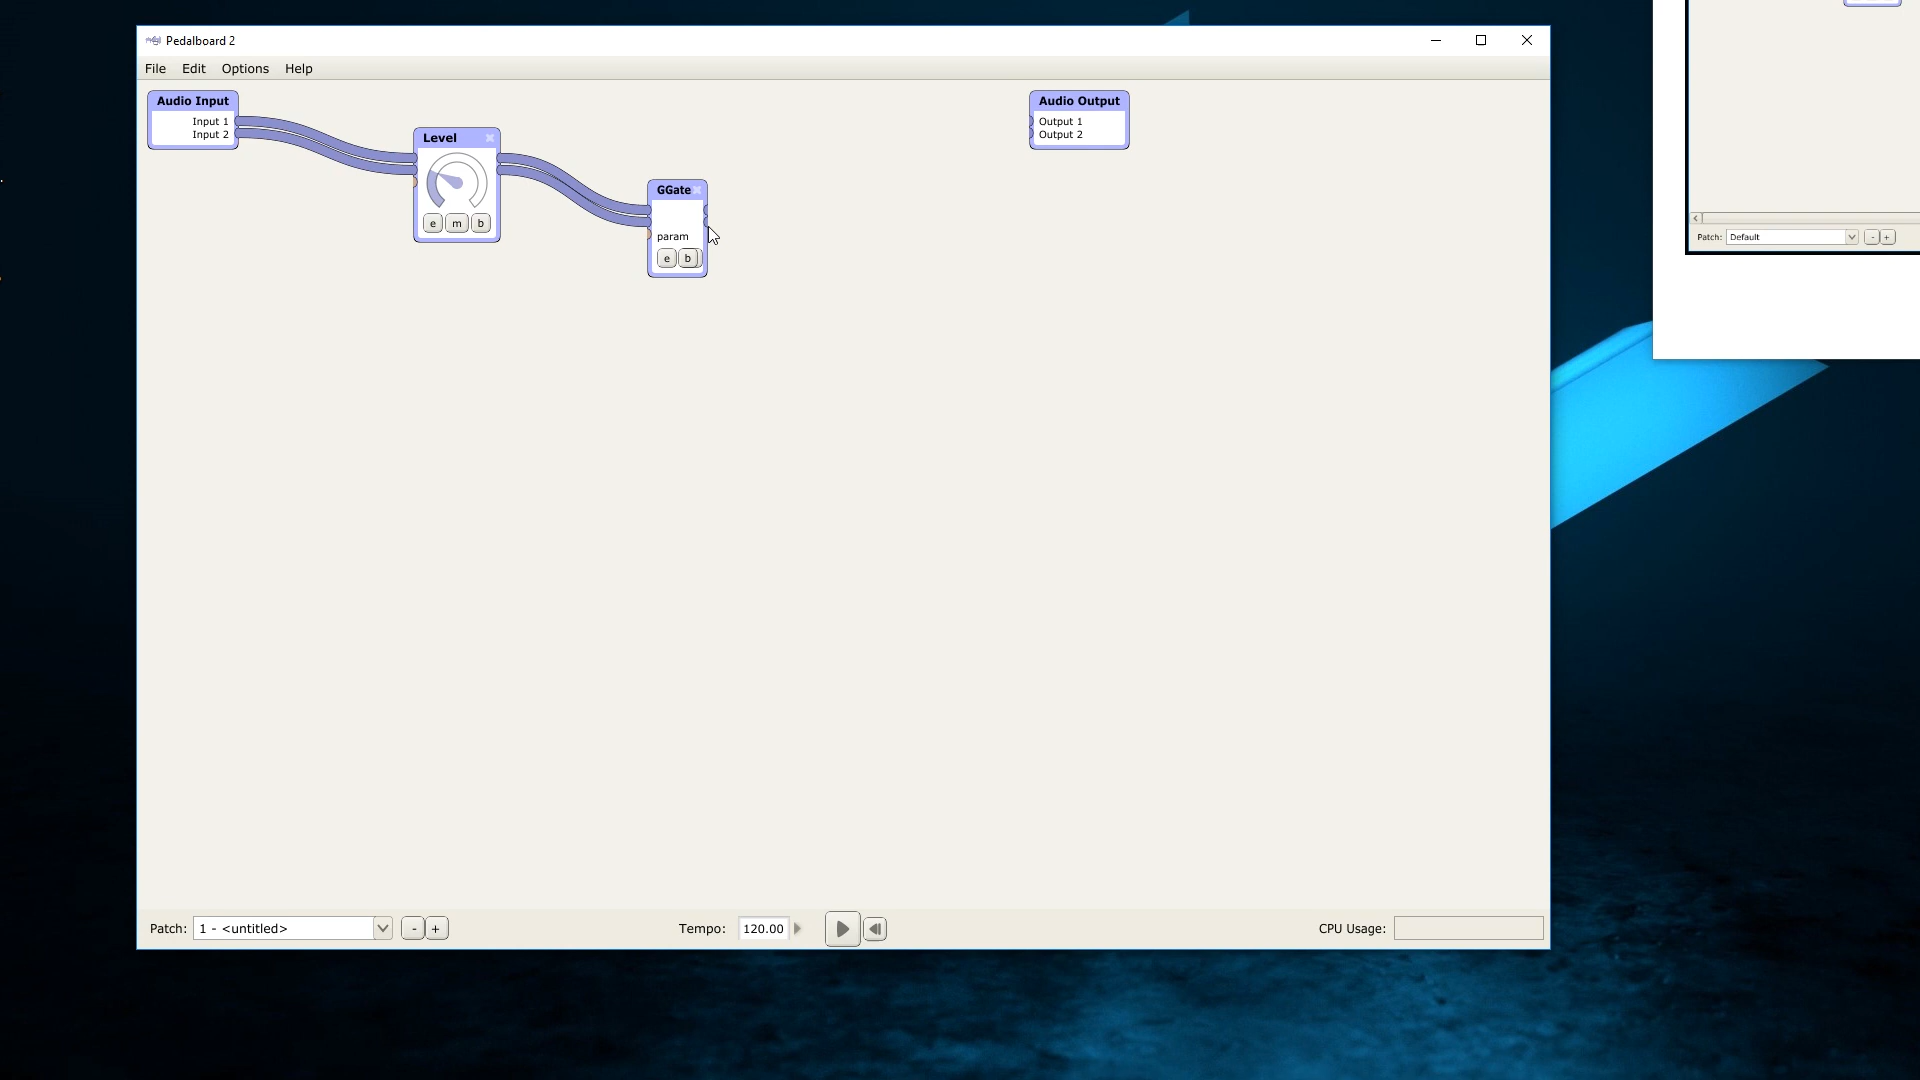 Pedalboard 2
File Edit Options Help
Audio Input
Input 1
Input 2
Level
e m b
GGate
param
e b
Audio Output
Output 1
Output 2
Patch: 1 - <untitled> - +
Tempo: 120.00
CPU Usage:
Patch: Default - +